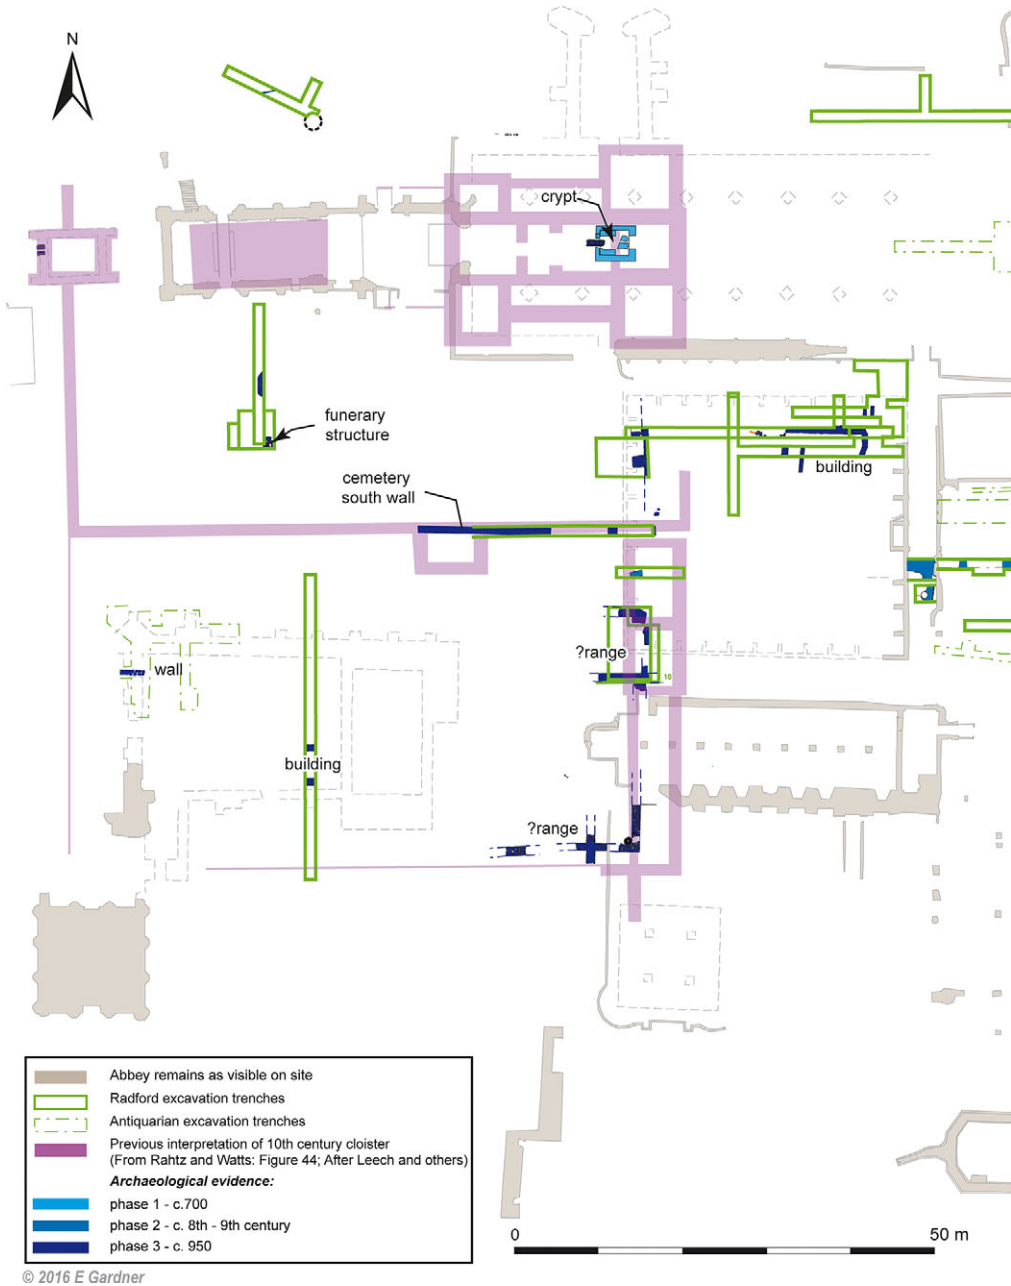 N
crypt
funerary
structure
cemetery
south wall
building
?range
10
wall
building
?range
Abbey remains as visible on site
Radford excavation trenches
Antiquarian excavation trenches
Previous interpretation of 10th century cloister
(From Rahtz and Watts: Figure 44; After Leech and others)
Archaeological evidence:
phase 1 - c.700
phase 2 - c. 8th - 9th century
phase 3 - c. 950
0
50 m
© 2016 E Gardner